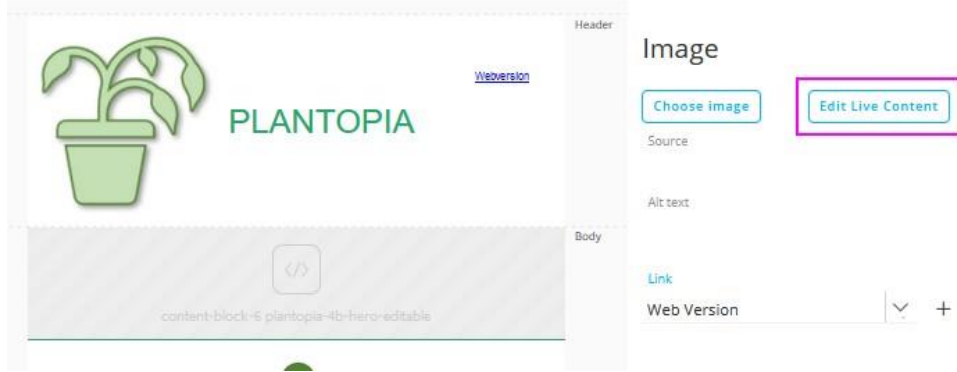 Header
Webversion
PLANTOPIA
Body
</>
content-block-6 plantopia-4b-hero-editable
Image
Choose image
Edit Live Content
Source
Alt text
Link
Web Version